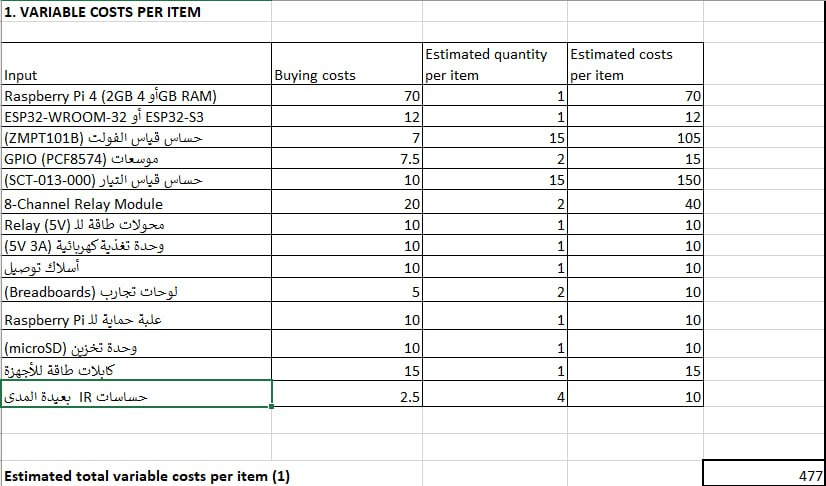 1. VARIABLE COSTS PER ITEM
Input Buying costs Estimated quantity per item Estimated costs per item
Raspberry Pi 4 (2GB أو 4GB RAM) 70 1 70
ESP32-WROOM-32 أو ESP32-S3 12 1 12
حساس قياس الفولت (ZMPT101B) 7 15 105
موسعات GPIO (PCF8574) 7.5 2 15
حساس قياس التيار (SCT-013-000) 10 15 150
8-Channel Relay Module 20 2 40
محولات طاقة لل Relay (5V) 10 1 10
وحدة تغذية كهربائية (5V 3A) 10 1 10
أسلاك توصيل 10 1 10
لوحات تجارب (Breadboards) 5 2 10
علبة حماية لل Raspberry Pi 10 1 10
وحدة تخزين (microSD) 10 1 10
كابلات طاقة للأجهزة 15 1 15
حساسات IR بعيدة المدى 2.5 4 10
Estimated total variable costs per item (1) 477